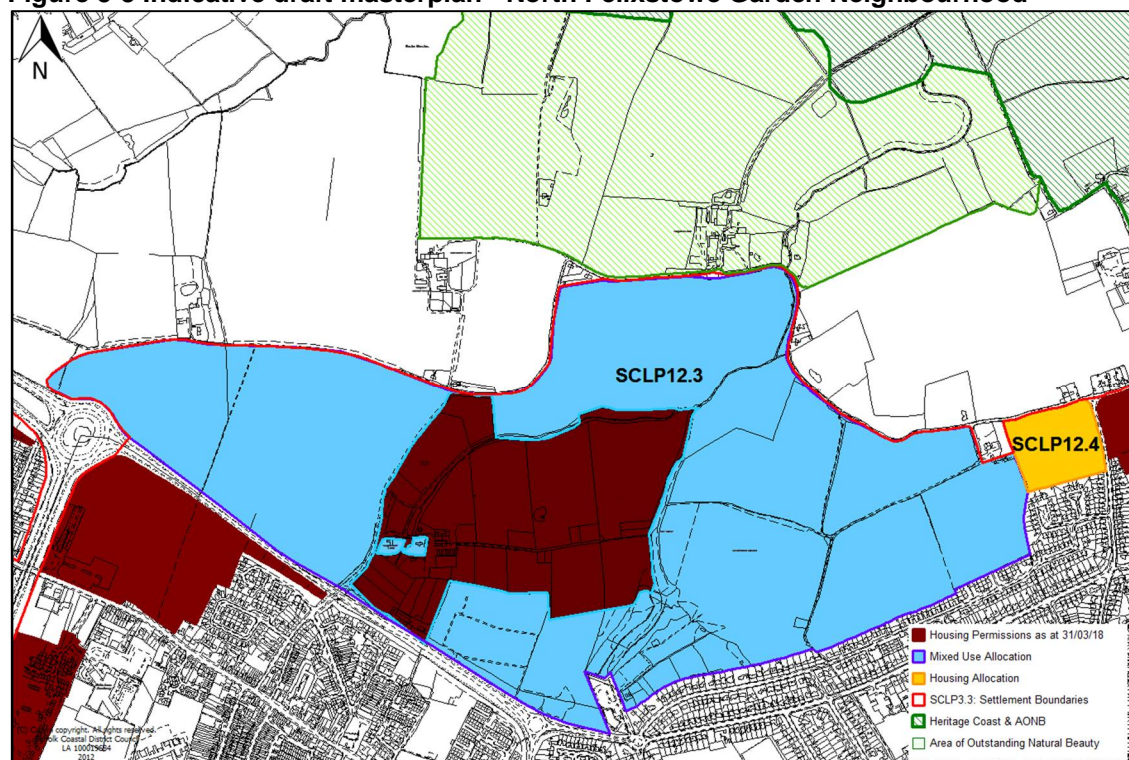 Figure 3-3 Indicative draft masterplan - North Felixstowe Garden Neighbourhood
N
SCLP12.3
SCLP12.4
Housing Permissions as at 31/03/18
Mixed Use Allocation
Housing Allocation
SCLP3.3: Settlement Boundaries
Heritage Coast & AONB
Area of Outstanding Natural Beauty
copyright. All rights reserved.
Coastal District Council
LA 100019684
2012